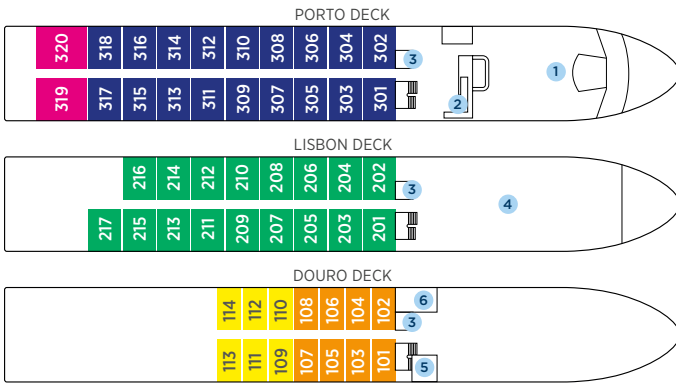 PORTO DECK
320 318 316 314 312 310 308 306 304 302 3
1
319 317 315 313 311 309 307 305 303 301 2
LISBON DECK
216 214 212 210 208 206 204 202 3
4
217 215 213 211 209 207 205 203 201
DOURO DECK
114 112 110 108 106 104 102 6
3
113 111 109 107 105 103 101 5